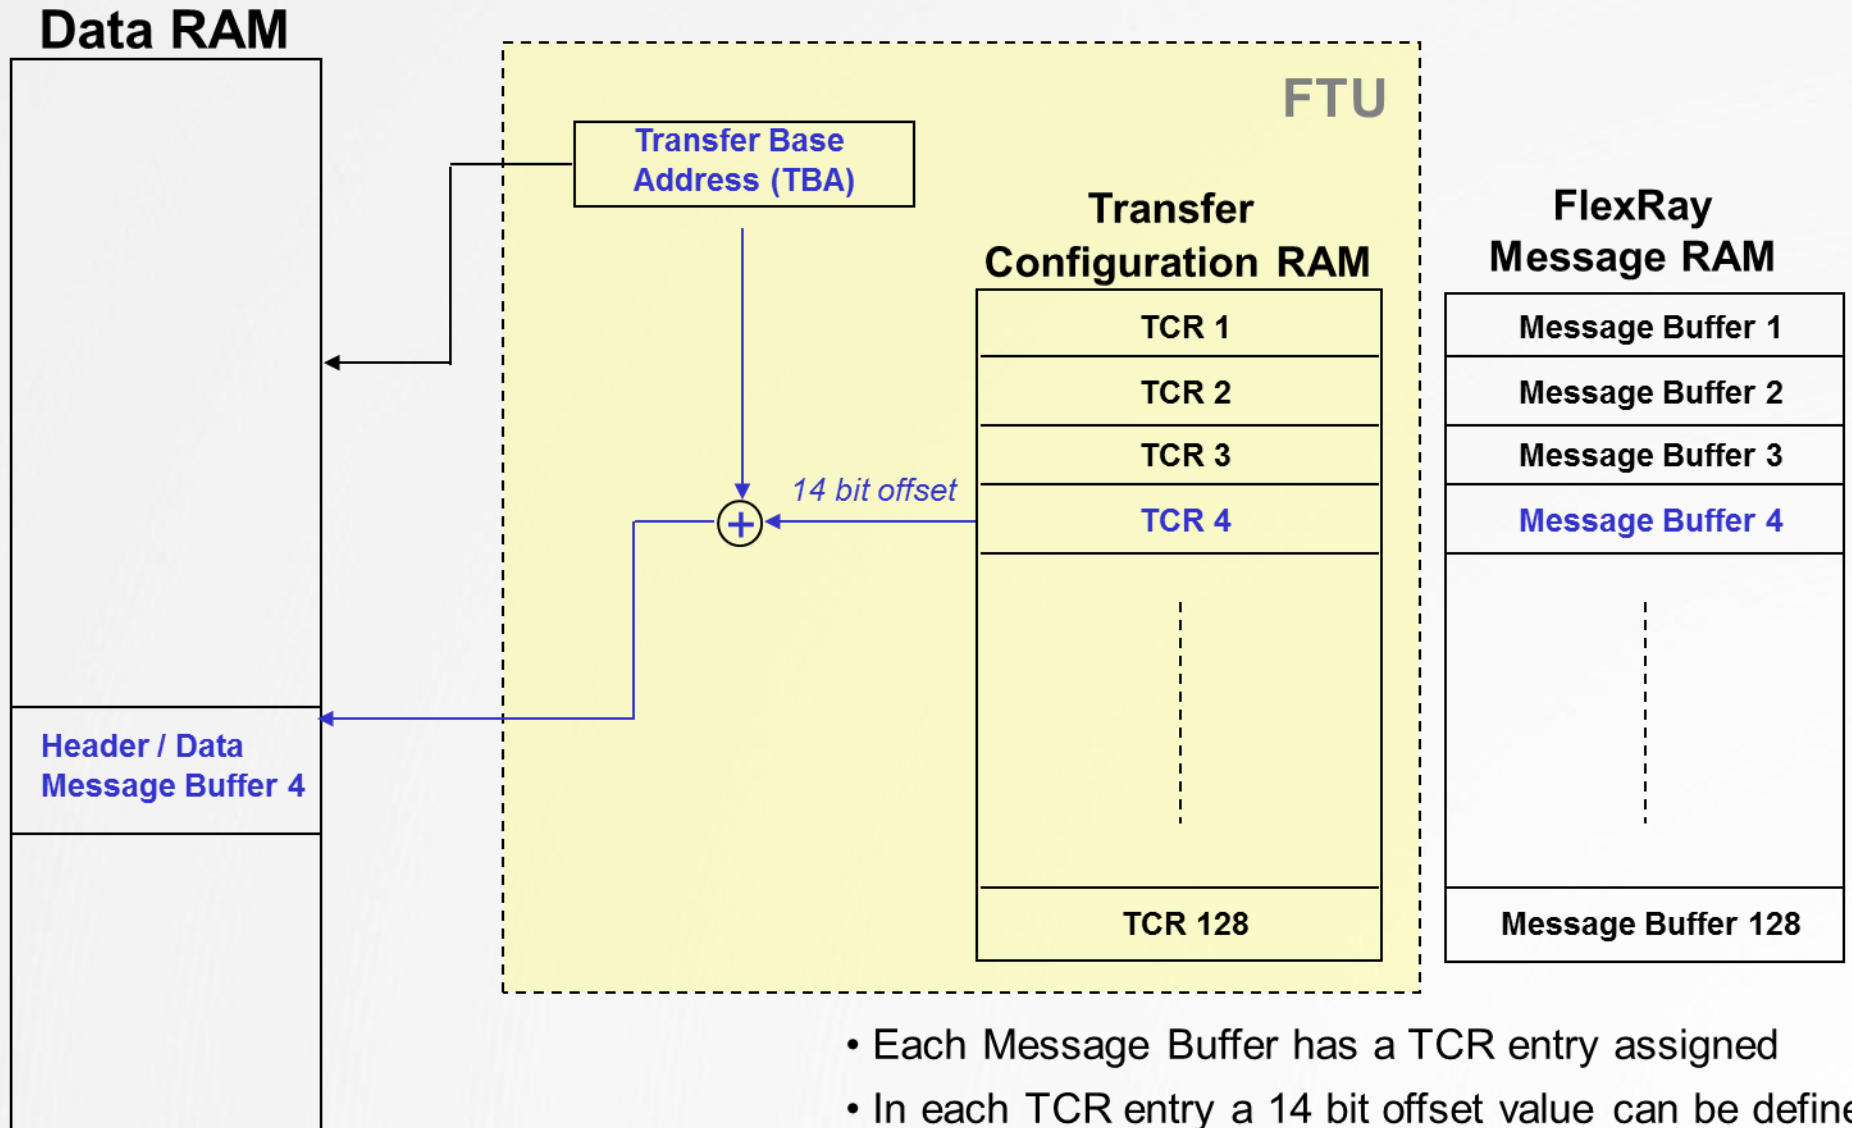 Data RAM
FTU
Transfer Base
Address (TBA)
Transfer
Configuration RAM
FlexRay
Message RAM
TCR 1
Message Buffer 1
TCR 2
Message Buffer 2
TCR 3
Message Buffer 3
14 bit offset
TCR 4
Message Buffer 4
+
Header / Data
Message Buffer 4
TCR 128
Message Buffer 128
• Each Message Buffer has a TCR entry assigned
• In each TCR entry a 14 bit offset value can be define